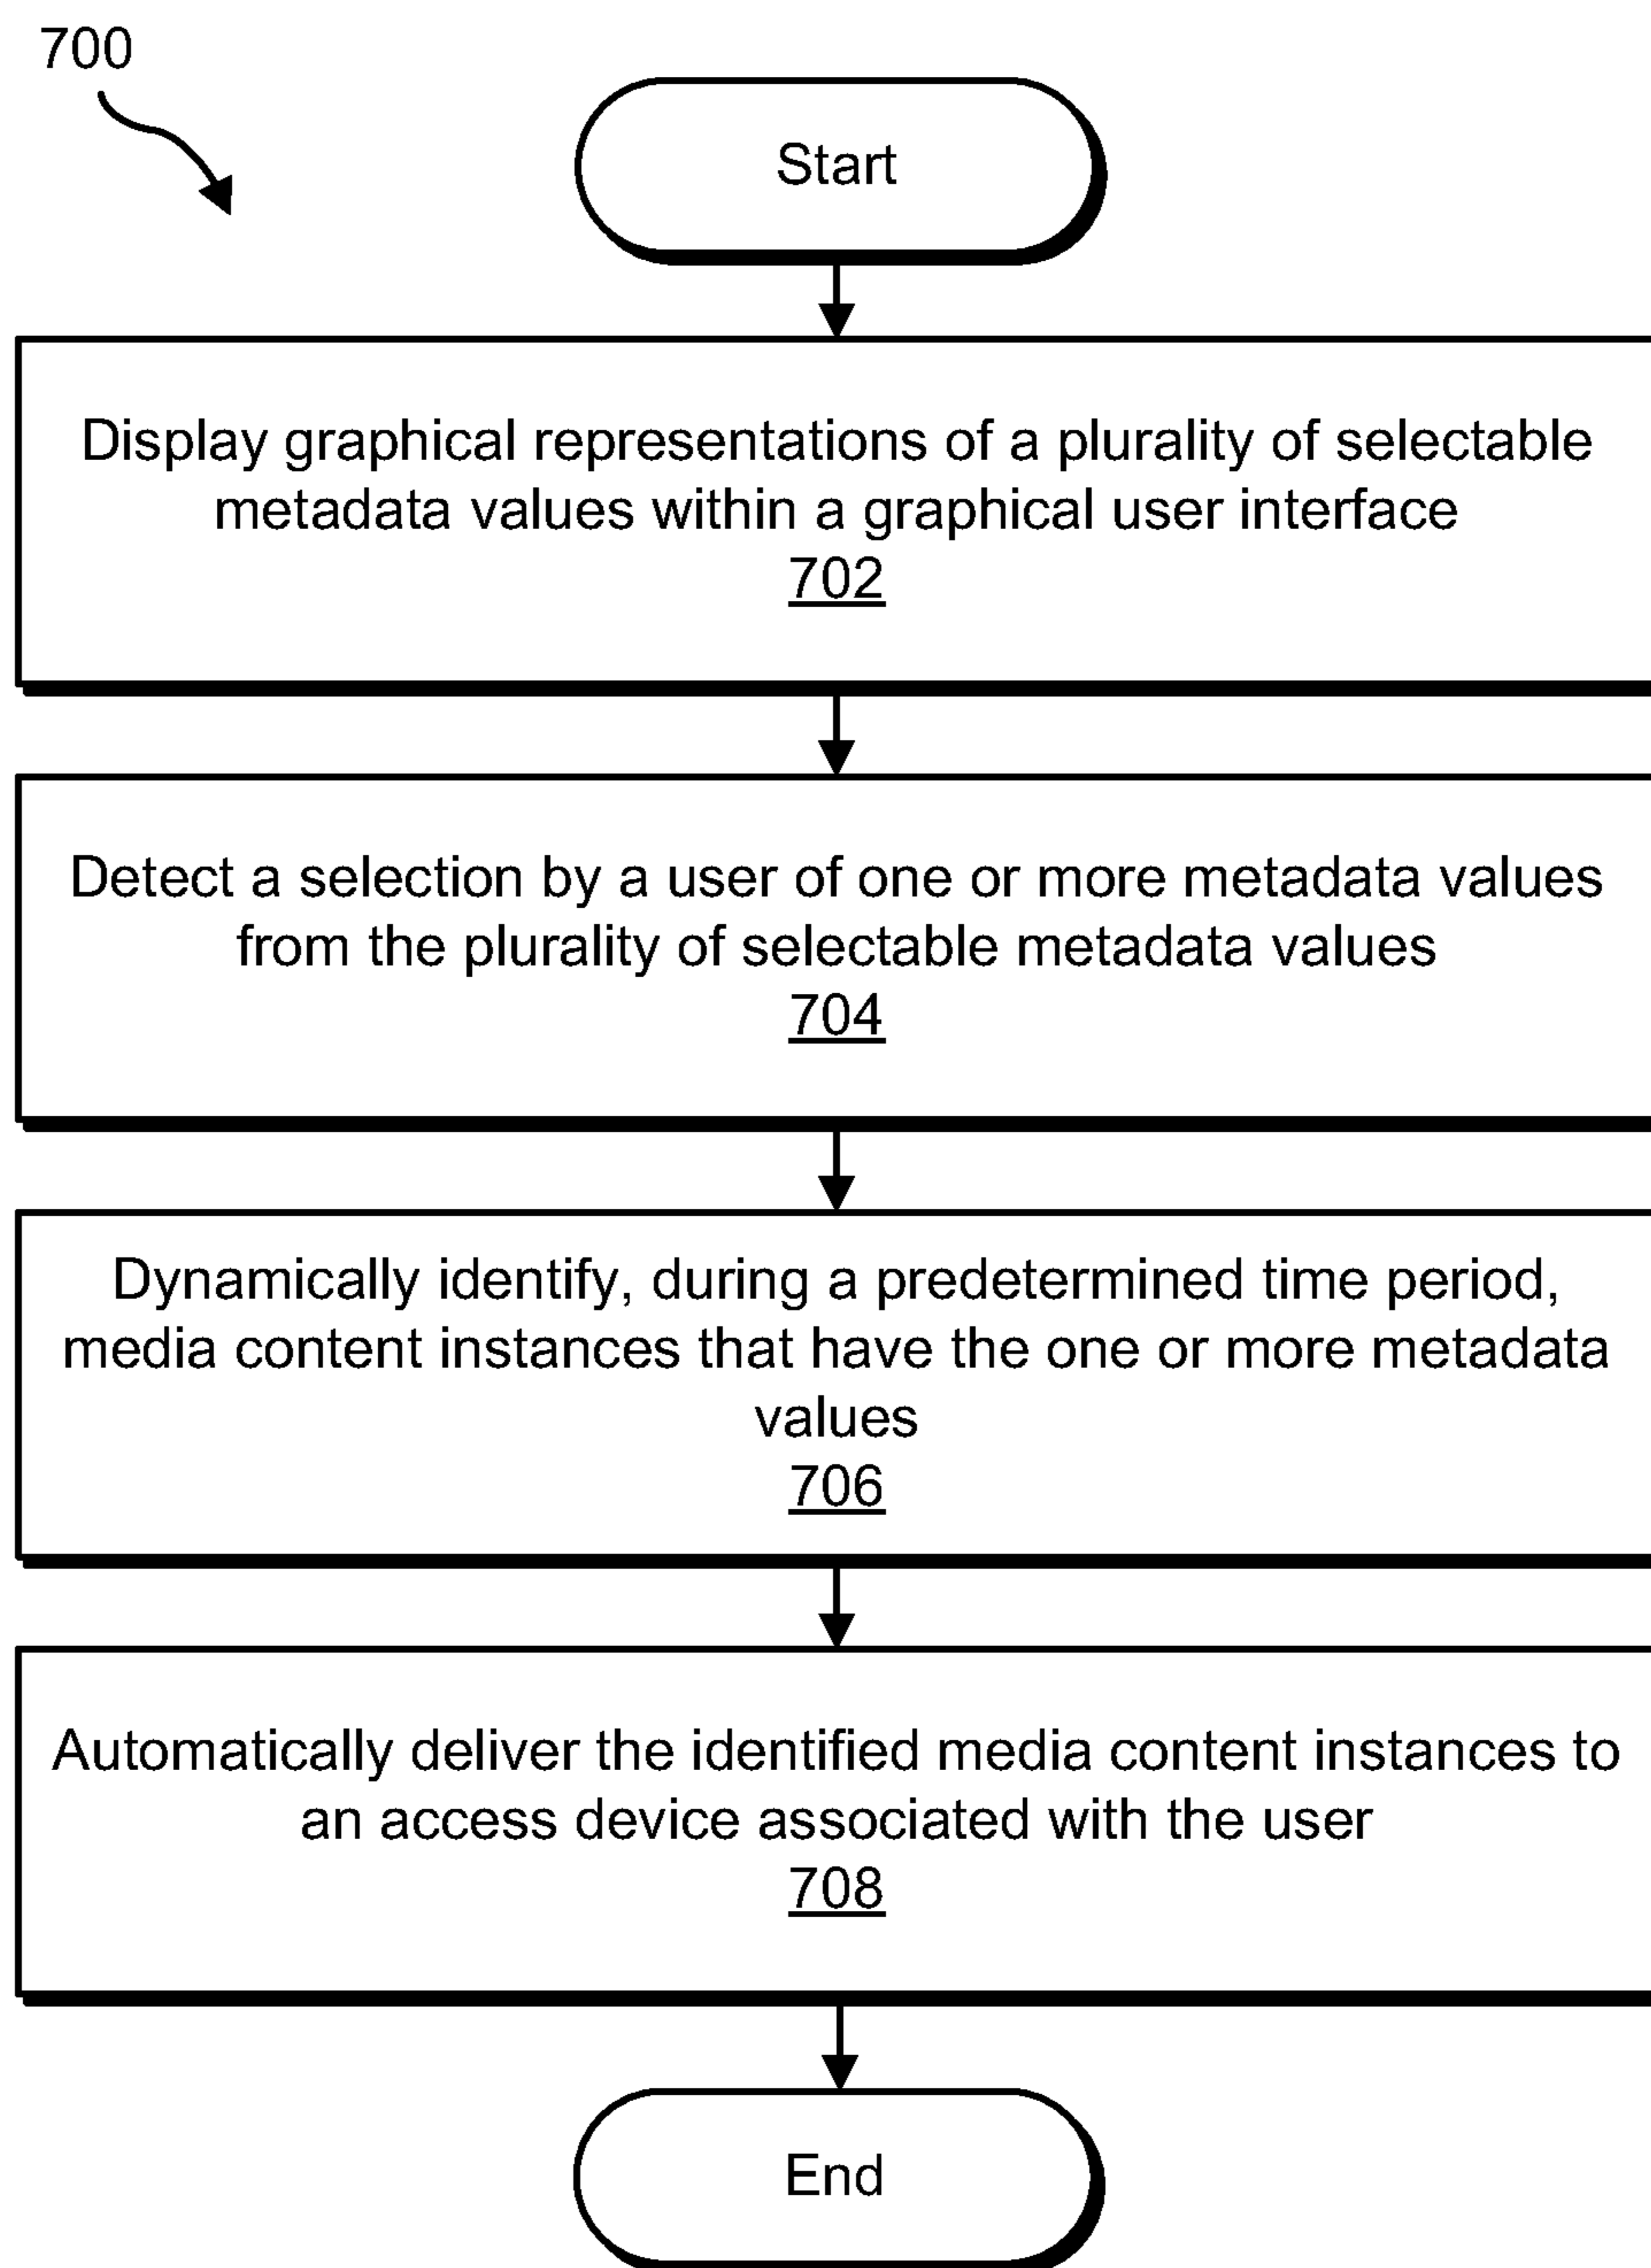 700
Start
Display graphical representations of a plurality of selectable
metadata values within a graphical user interface
702
Detect a selection by a user of one or more metadata values
from the plurality of selectable metadata values
704
Dynamically identify, during a predetermined time period,
media content instances that have the one or more metadata
values
706
Automatically deliver the identified media content instances to
an access device associated with the user
708
End